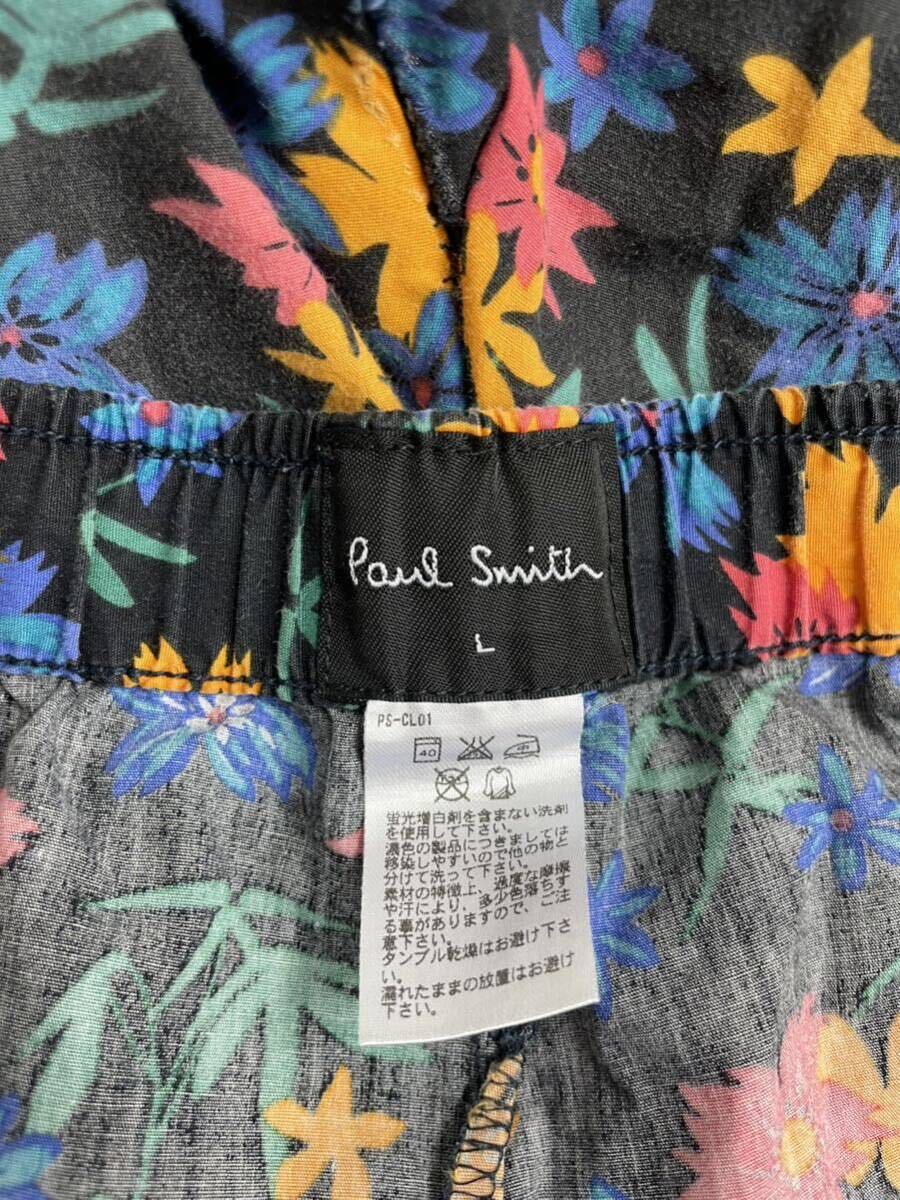 Paul Smith
L
PS-CL01
40
蛍光増白剤を含まない洗剤
を使用して下さい。
濃色の製品につきましては
移染しやすいので他の物と
分けて洗って下さい。
素材の特徴上、過度な摩擦
や汗により、多少色落ちす
る事がありますので、ご注
意下さい。
タンブル乾燥はお避け下さ
い。
濡れたままの放置はお避け
下さい。